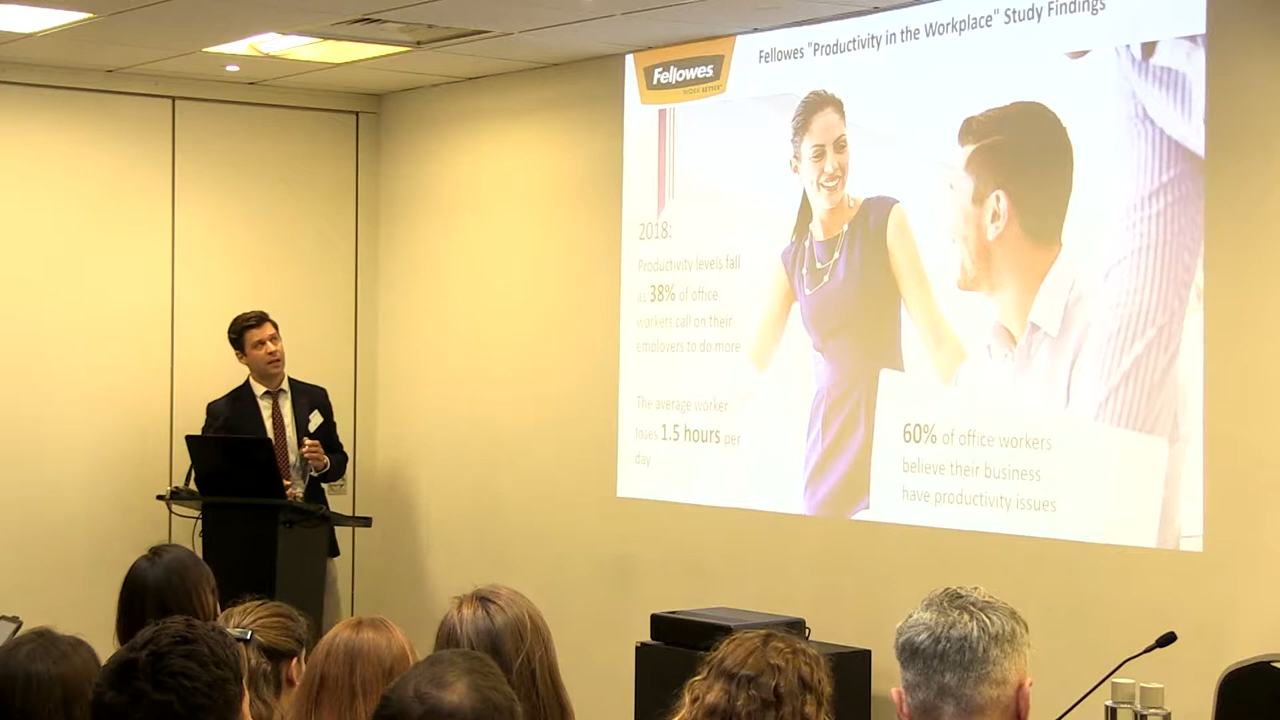 Fellowes "Productivity in the Workplace" Study Findings
Fellowes
WORK BETTER
2018:
Productivity levels fall
as 38% of office
workers call on their
employers to do more
The average worker
loses 1.5 hours per
day
60% of office workers
believe their business
have productivity issues